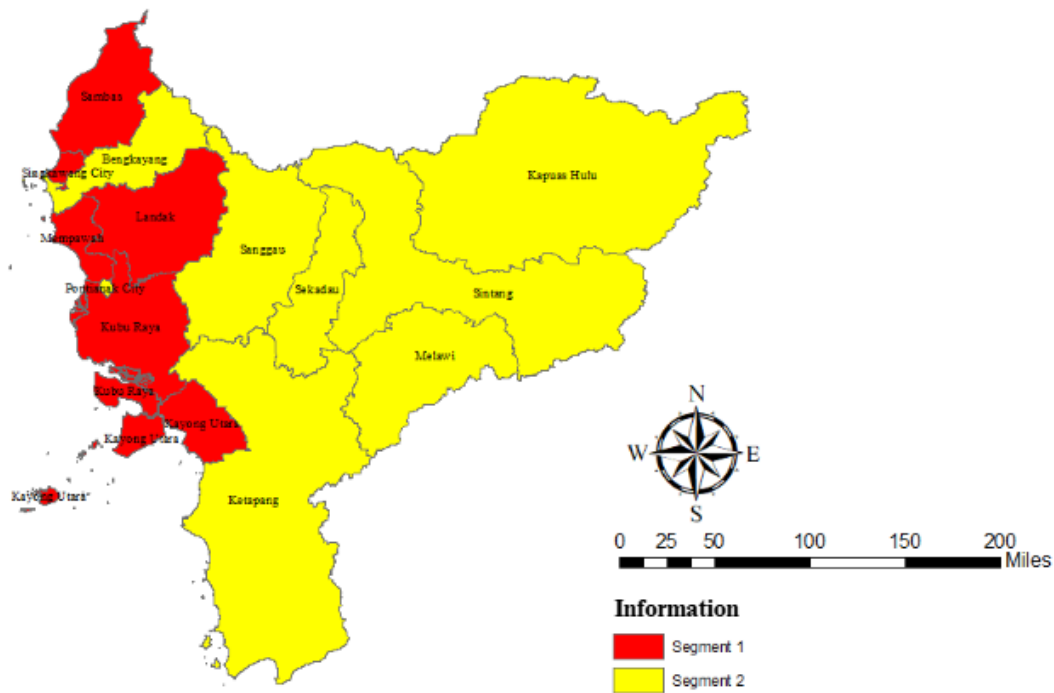 Sambas
Bengkayang
Singkawang City
Kapuas Hulu
Landak
Mempawah
Sanggau
Pontianak City
Sekadau
Sintang
Kubu Raya
Melawi
Kubu Raya
Kayong Utara
Kayong Utara
Kayong Utara
Ketapang
N
W E
S
0 25 50 100 150 200
Miles
Information
Segment 1
Segment 2